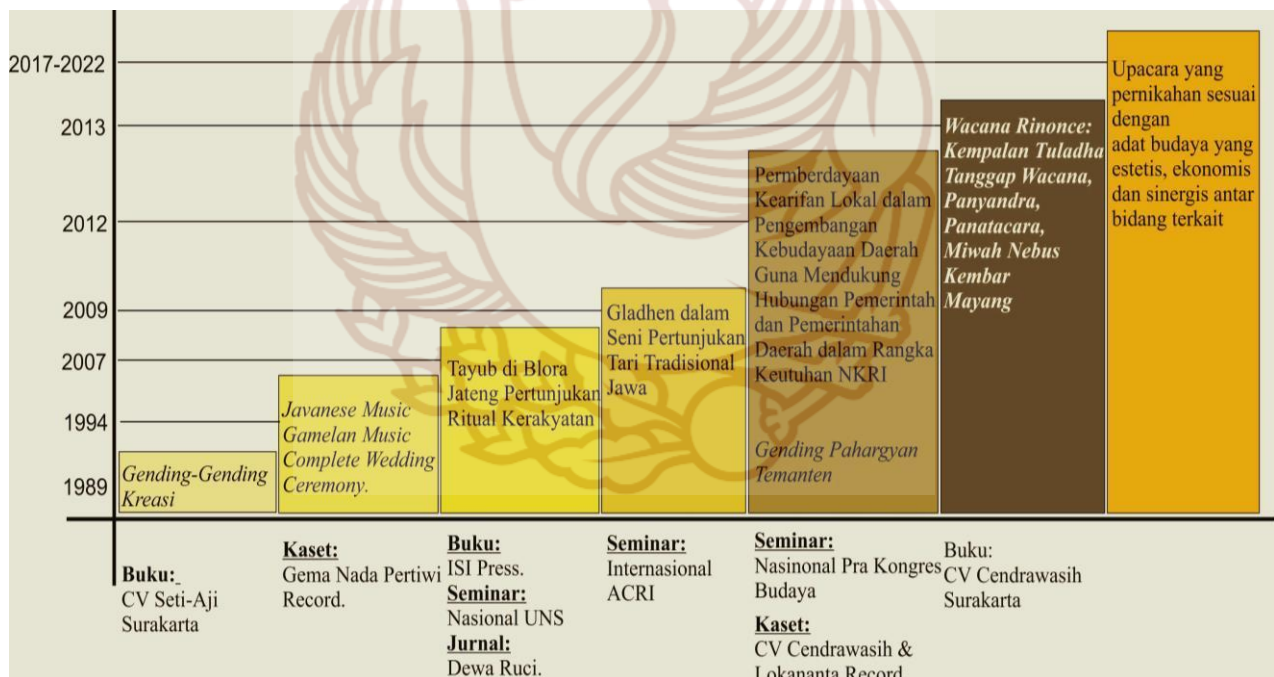 2017-2022
2013
2012
2009
2007
1994
1989
Gending-Gending
Kreasi
Javanese Music
Gamelan Music
Complete Wedding
Ceremony.
Tayub di Blora
Jateng Pertunjukan
Ritual Kerakyatan
Gladhen dalam
Seni Pertunjukan
Tari Tradisional
Jawa
Permberdayaan
Kearifan Lokal dalam
Pengembangan
Kebudayaan Daerah
Guna Mendukung
Hubungan Pemerintah
dan Pemerintahan
Daerah dalam Rangka
Keutuhan NKRI
Gending Pahargyan
Temanten
Wacana Rinonce:
Kempalan Tuladha
Tanggap Wacana,
Panyandra,
Panatacara,
Miwah Nebus
Kembar
Mayang
Upacara yang
pernikahan sesuai
dengan
adat budaya yang
estetis, ekonomis
dan sinergis antar
bidang terkait
Buku:
CV Seti-Aji
Surakarta
Kaset:
Gema Nada Pertiwi
Record.
Buku:
ISI Press.
Seminar:
Nasional UNS
Jurnal:
Dewa Ruci.
Seminar:
Internasional
ACRI
Seminar:
Nasinonal Pra Kongres
Budaya
Kaset:
CV Cendrawasih &
Lokananta Record
Buku:
CV Cendrawasih
Surakarta